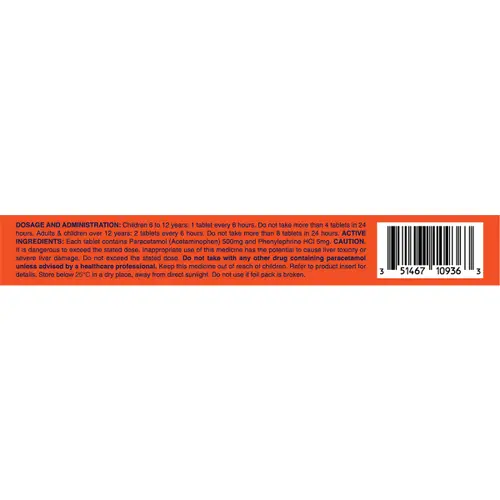 DOSAGE AND ADMINISTRATION: Children 6 to 12 years: 1 tablet every 6 hours. Do not take more than 4 tablets in 24
hours. Adults & children over 12 years: 2 tablets every 6 hours. Do not take more than 8 tablets in 24 hours. ACTIVE
INGREDIENTS: Each tablet contains Paracetamol (Acetaminophen) 500mg and Phenylephrine HCl 5mg. CAUTION.
It is dangerous to exceed the stated dose. Inappropriate use of this medicine has the potential to cause liver toxicity or
severe liver damage. Do not exceed the stated dose. Do not take with any other drug containing paracetamol
unless advised by a healthcare professional. Keep this medicine out of reach of children. Refer to product insert for
details. Store below 25°C in a dry place, away from direct sunlight. Do not use if foil pack is broken.
3 51467 10936 3